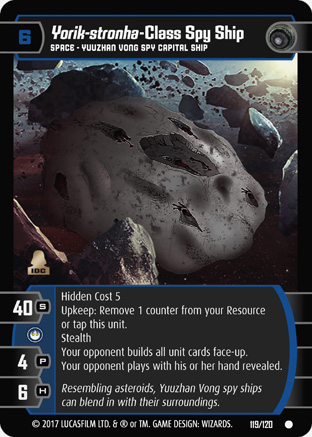 6
Yorik-stronha-Class Spy Ship
SPACE - YUUZHAN VONG SPY CAPITAL SHIP
IDC
40 S
Hidden Cost 5
Upkeep: Remove 1 counter from your Resource
or tap this unit.
Stealth
4 P
Your opponent builds all unit cards face-up.
Your opponent plays with his or her hand revealed.
6 H
Resembling asteroids, Yuuzhan Vong spy ships
can blend in with their surroundings.
© 2017 LUCASFILM LTD. & ® or TM. GAME DESIGN: WIZARDS.
119/120